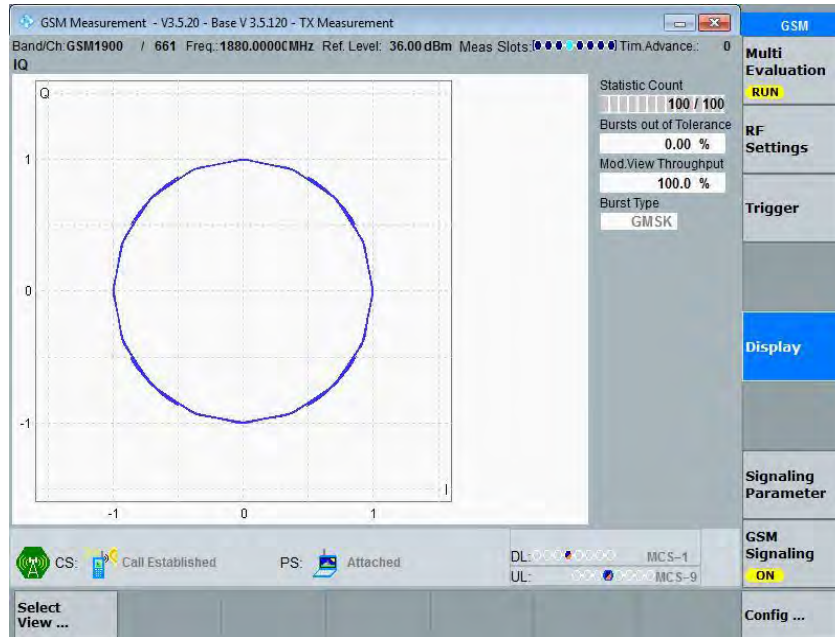 GSM Measurement - V3.5.20 - Base V 3.5.120 - TX Measurement
GSM
Band/Ch:GSM1900 / 661 Freq.:1880.0000(MHz Ref. Level: 36.00 dBm Meas Slots: Tim.Advance.: 0
IQ
Multi
Evaluation
RUN
RF
Settings
Trigger
Display
Signaling
Parameter
GSM
Signaling
ON
Config ...
Q
1
0
-1
-1
0
1
I
Statistic Count
100 / 100
Bursts out of Tolerance
0.00 %
Mod.View Throughput
100.0 %
Burst Type
GMSK
CS: Call Established
PS: Attached
DL: MCS-1
UL: MCS-9
Select
View ...